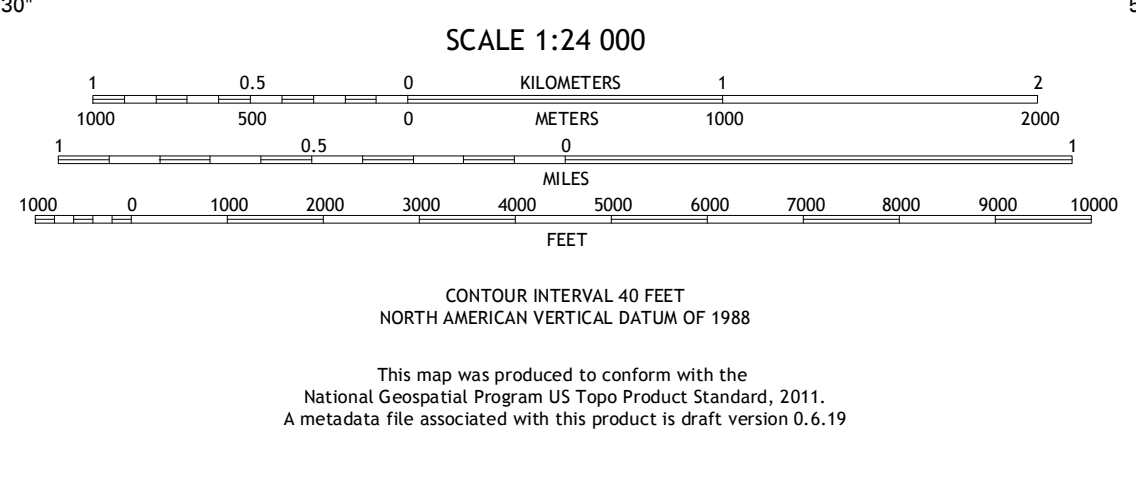 30"
5
SCALE 1:24 000
1 0.5 0 KILOMETERS 1 2
1000 500 0 METERS 1000 2000
1 0.5 0 1
MILES
1000 0 1000 2000 3000 4000 5000 6000 7000 8000 9000 10000
FEET
CONTOUR INTERVAL 40 FEET
NORTH AMERICAN VERTICAL DATUM OF 1988
This map was produced to conform with the
National Geospatial Program US Topo Product Standard, 2011.
A metadata file associated with this product is draft version 0.6.19